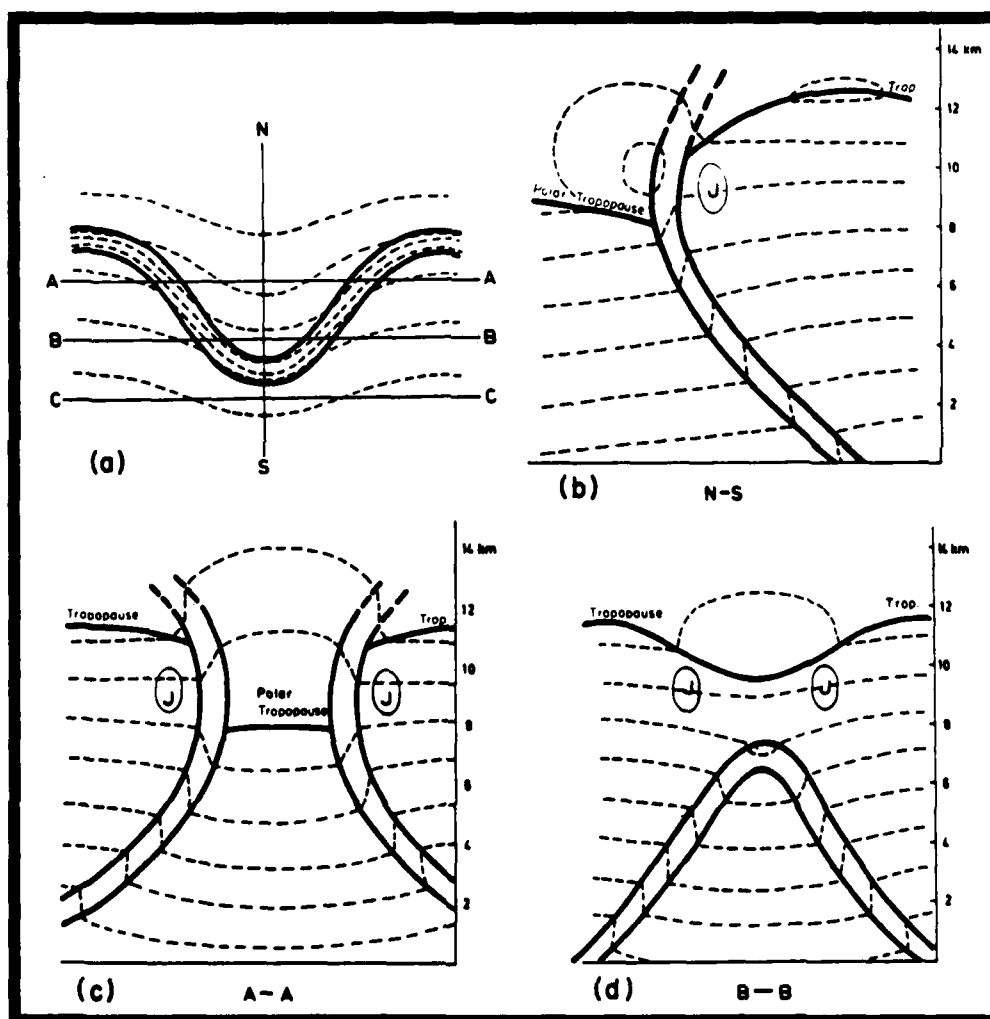 N
A A
B B
C C
S
(a)
14 km
Trop
12
10
Polar Tropopause
J
8
6
4
2
(b)
N-S
14 km
Tropopause
12
Trop.
10
J J
Polar
Tropopause
8
6
4
2
(c)
A-A
14 km
Tropopause
12
Trop.
10
J J
8
6
4
2
(d)
B-B